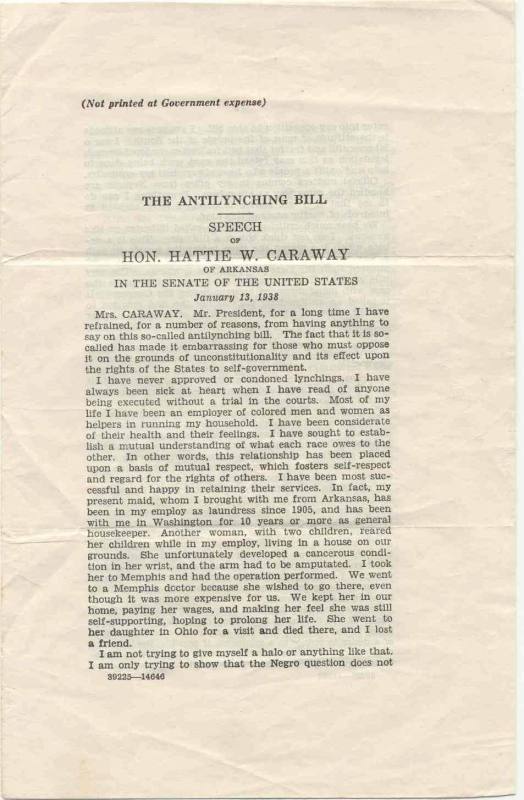 (Not printed at Government expense)
THE ANTILYNCHING BILL
SPEECH
OF
HON. HATTIE W. CARAWAY
OF ARKANSAS
IN THE SENATE OF THE UNITED STATES
January 13, 1938
Mrs. CARAWAY. Mr. President, for a long time I have
refrained, for a number of reasons, from having anything to
say on this so-called antilynching bill. The fact that it is so-
called has made it embarrassing for those who must oppose
it on the grounds of unconstitutionality and its effect upon
the rights of the States to self-government.
I have never approved or condoned lynchings. I have
always been sick at heart when I have read of anyone
being executed without a trial in the courts. Most of my
life I have been an employer of colored men and women as
helpers in running my household. I have been considerate
of their health and their feelings. I have sought to estab-
lish a mutual understanding of what each race owes to the
other. In other words, this relationship has been placed
upon a basis of mutual respect, which fosters self-respect
and regard for the rights of others. I have been most suc-
cessful and happy in retaining their services. In fact, my
present maid, whom I brought with me from Arkansas, has
been in my employ as laundress since 1905, and has been
with me in Washington for 10 years or more as general
housekeeper. Another woman, with two children, reared
her children while in my employ, living in a house on our
grounds. She unfortunately developed a cancerous condi-
tion in her wrist, and the arm had to be amputated. I took
her to Memphis and had the operation performed. We went
to a Memphis doctor because she wished to go there, even
though it was more expensive for us. We kept her in our
home, paying her wages, and making her feel she was still
self-supporting, hoping to prolong her life. She went to
her daughter in Ohio for a visit and died there, and I lost
a friend.
I am not trying to give myself a halo or anything like that.
I am only trying to show that the Negro question does not
39225—14646